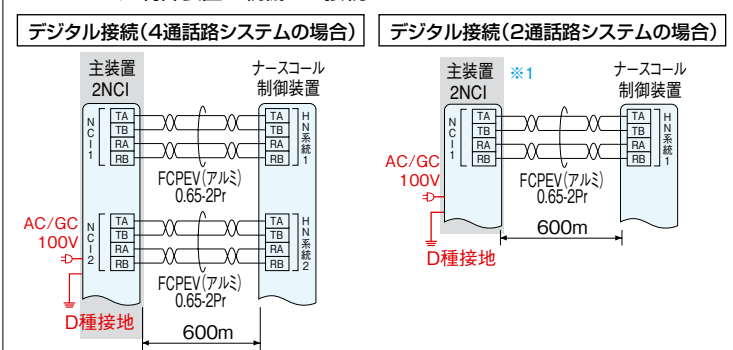 デジタル接続（4通話路システムの場合）
主装置
2NCI
ナースコール
制御装置
NCI1
TA
TB
RA
RB
TA
TB
RA
RB
HN系統1
FCPEV（アルミ）
0.65-2Pr
AC/GC
100V
NCI2
TA
TB
RA
RB
TA
TB
RA
RB
HN系統2
FCPEV（アルミ）
0.65-2Pr
D種接地
600m
デジタル接続（2通話路システムの場合）
主装置
2NCI
※1
ナースコール
制御装置
NCI1
TA
TB
RA
RB
TA
TB
RA
RB
HN系統1
AC/GC
100V
FCPEV（アルミ）
0.65-2Pr
600m
D種接地